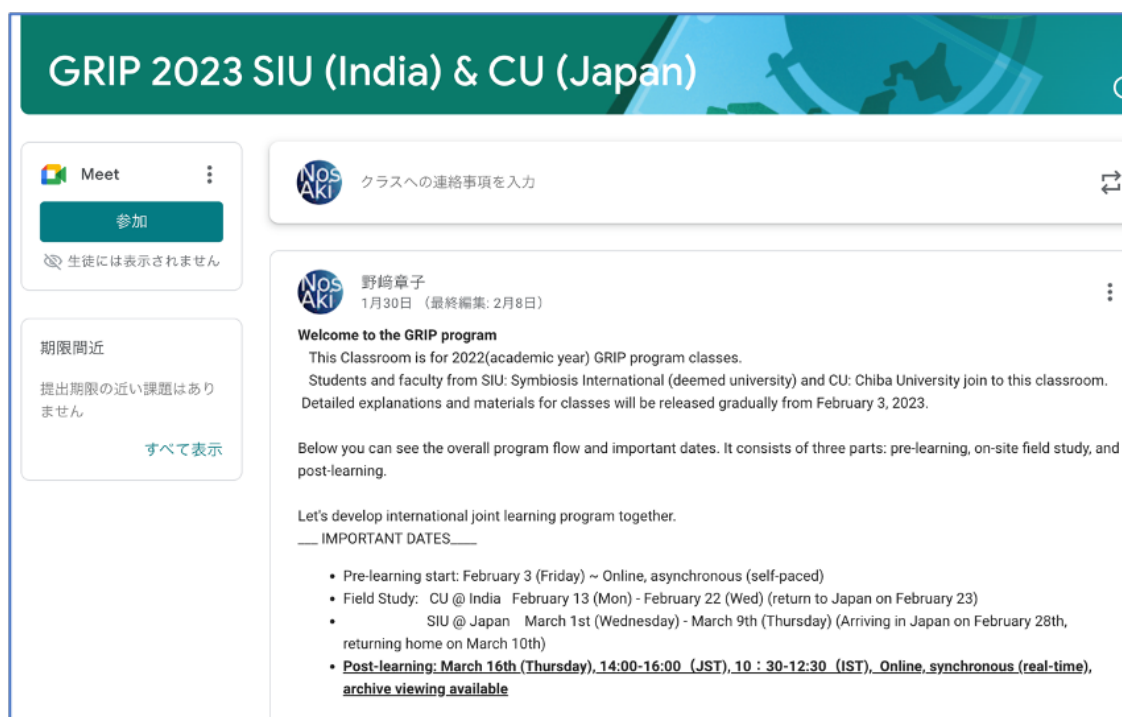 GRIP 2023 SIU (India) & CU (Japan)
Meet
参加
生徒には表示されません
期限間近
提出期限の近い課題はあり
ません
すべて表示
Nos
Aki
クラスへの連絡事項を入力
Nos
Aki
野﨑章子
1月30日 （最終編集: 2月8日）
Welcome to the GRIP program
This Classroom is for 2022(academic year) GRIP program classes.
Students and faculty from SIU: Symbiosis International (deemed university) and CU: Chiba University join to this classroom.
Detailed explanations and materials for classes will be released gradually from February 3, 2023.
Below you can see the overall program flow and important dates. It consists of three parts: pre-learning, on-site field study, and
post-learning.
Let's develop international joint learning program together.
___ IMPORTANT DATES____
• Pre-learning start: February 3 (Friday) ~ Online, asynchronous (self-paced)
• Field Study: CU @ India February 13 (Mon) - February 22 (Wed) (return to Japan on February 23)
• SIU @ Japan March 1st (Wednesday) - March 9th (Thursday) (Arriving in Japan on February 28th,
returning home on March 10th)
• Post-learning: March 16th (Thursday), 14:00-16:00（JST), 10：30-12:30（IST), Online, synchronous (real-time),
archive viewing available